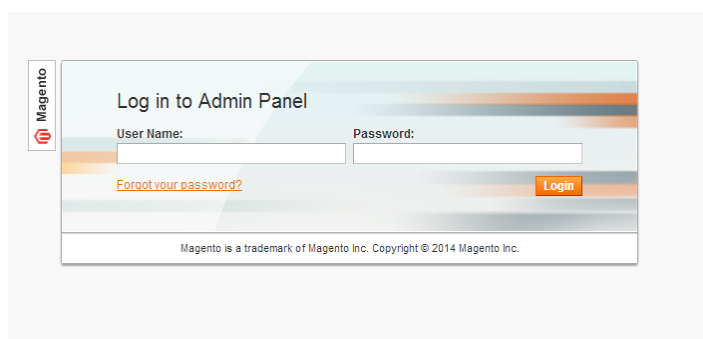 Magento
Log in to Admin Panel
User Name:
Password:
Forgot your password?
Login
Magento is a trademark of Magento Inc. Copyright © 2014 Magento Inc.